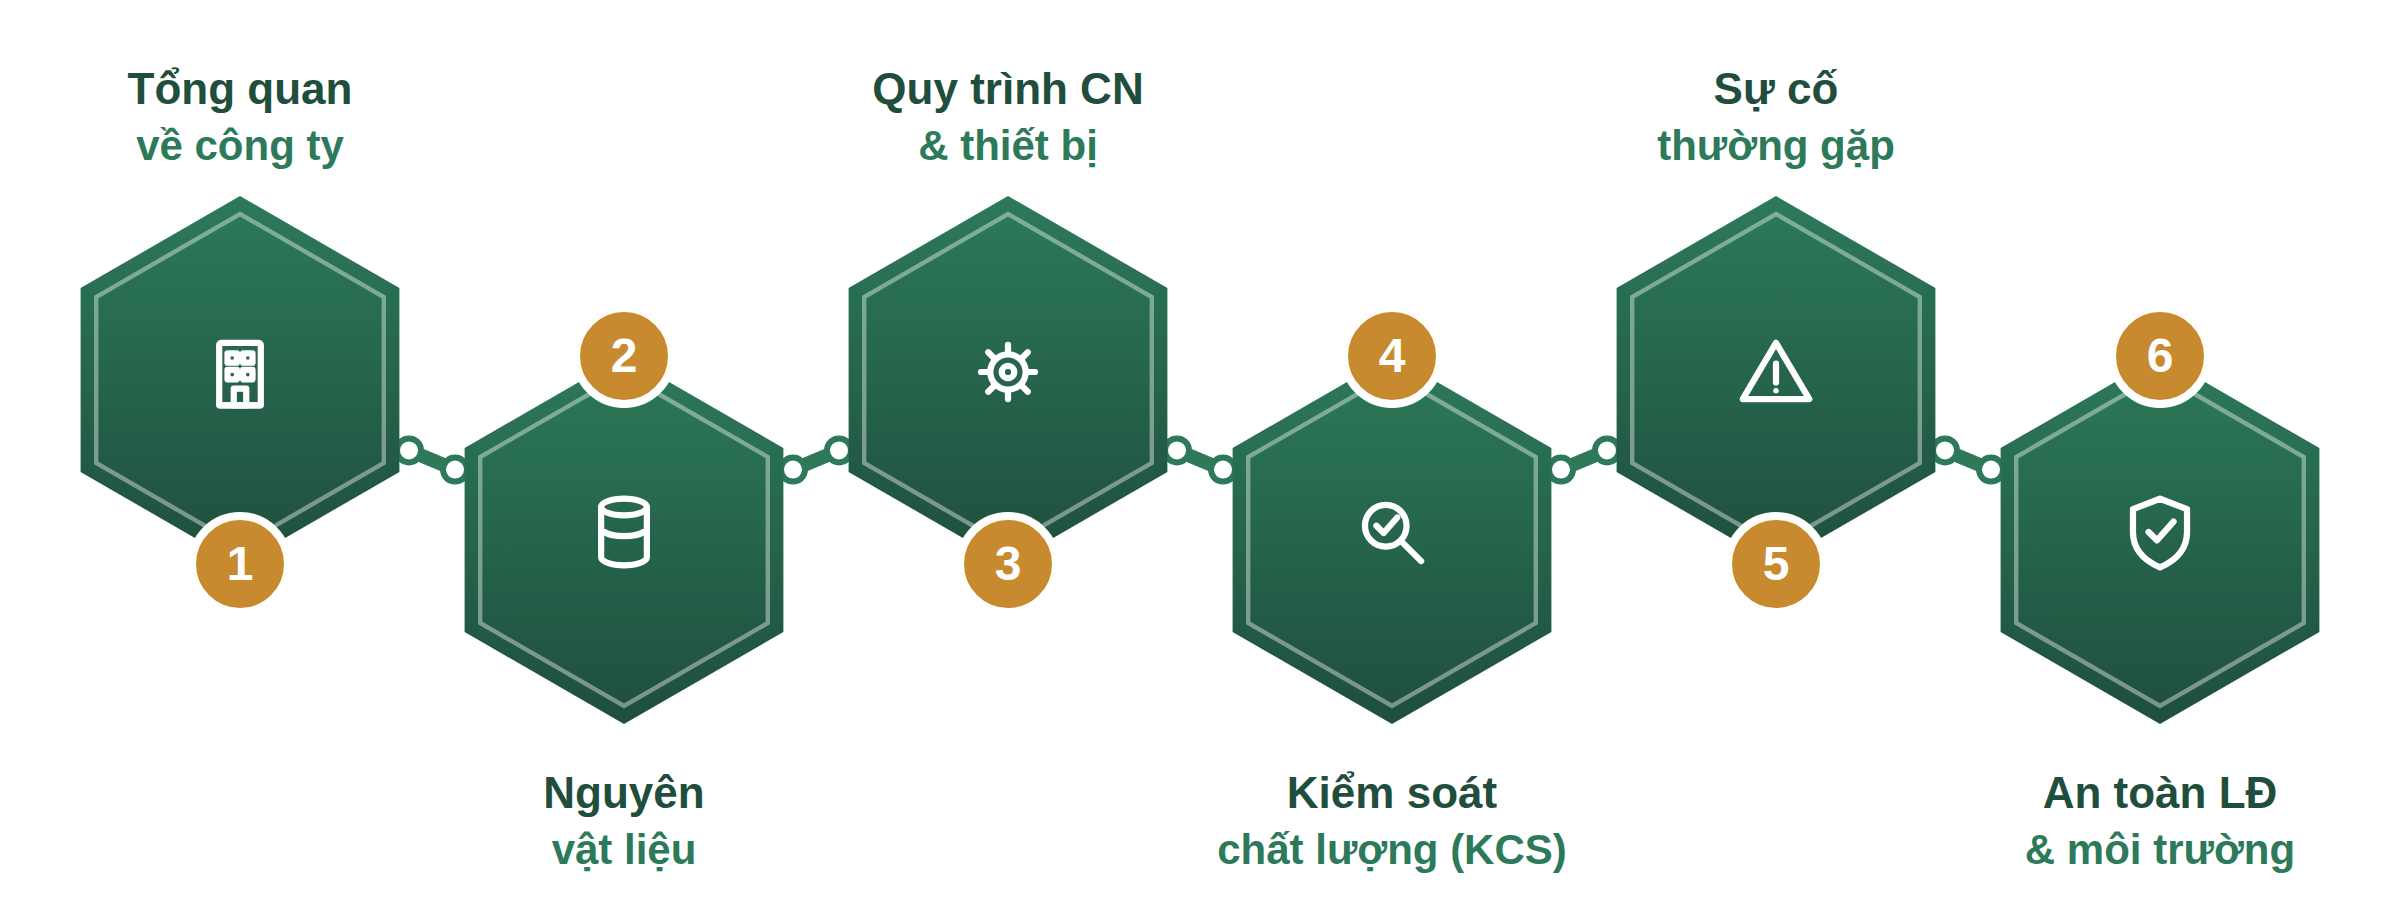 Tổng quan
về công ty
1
2
Nguyên
vật liệu
Quy trình CN
& thiết bị
3
4
Kiểm soát
chất lượng (KCS)
Sự cố
thường gặp
5
6
An toàn LĐ
& môi trường